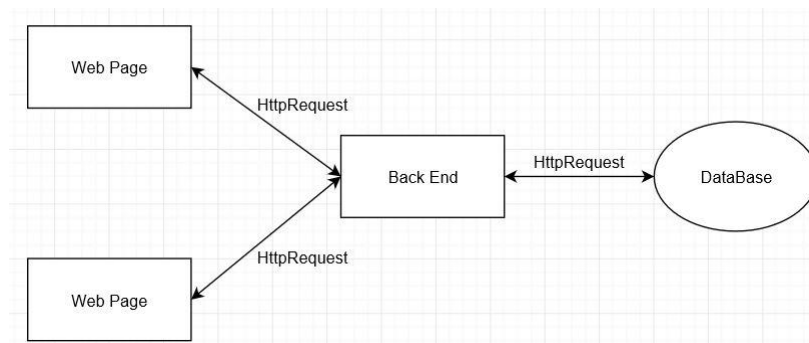 Web Page
HttpRequest
Back End
HttpRequest
DataBase
HttpRequest
Web Page